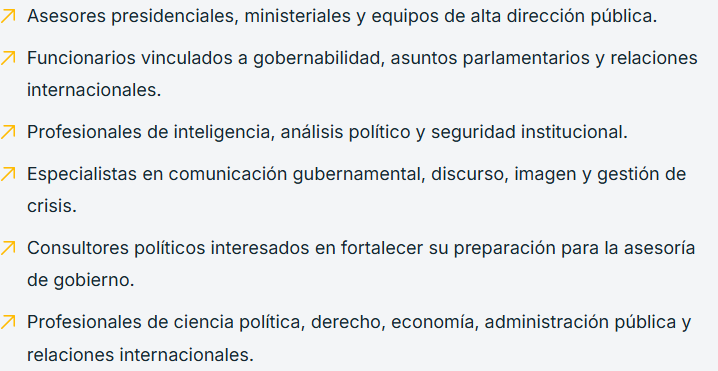 Asesores presidenciales, ministeriales y equipos de alta dirección pública.
Funcionarios vinculados a gobernabilidad, asuntos parlamentarios y relaciones
internacionales.
Profesionales de inteligencia, análisis político y seguridad institucional.
Especialistas en comunicación gubernamental, discurso, imagen y gestión de
crisis.
Consultores políticos interesados en fortalecer su preparación para la asesoría
de gobierno.
Profesionales de ciencia política, derecho, economía, administración pública y
relaciones internacionales.